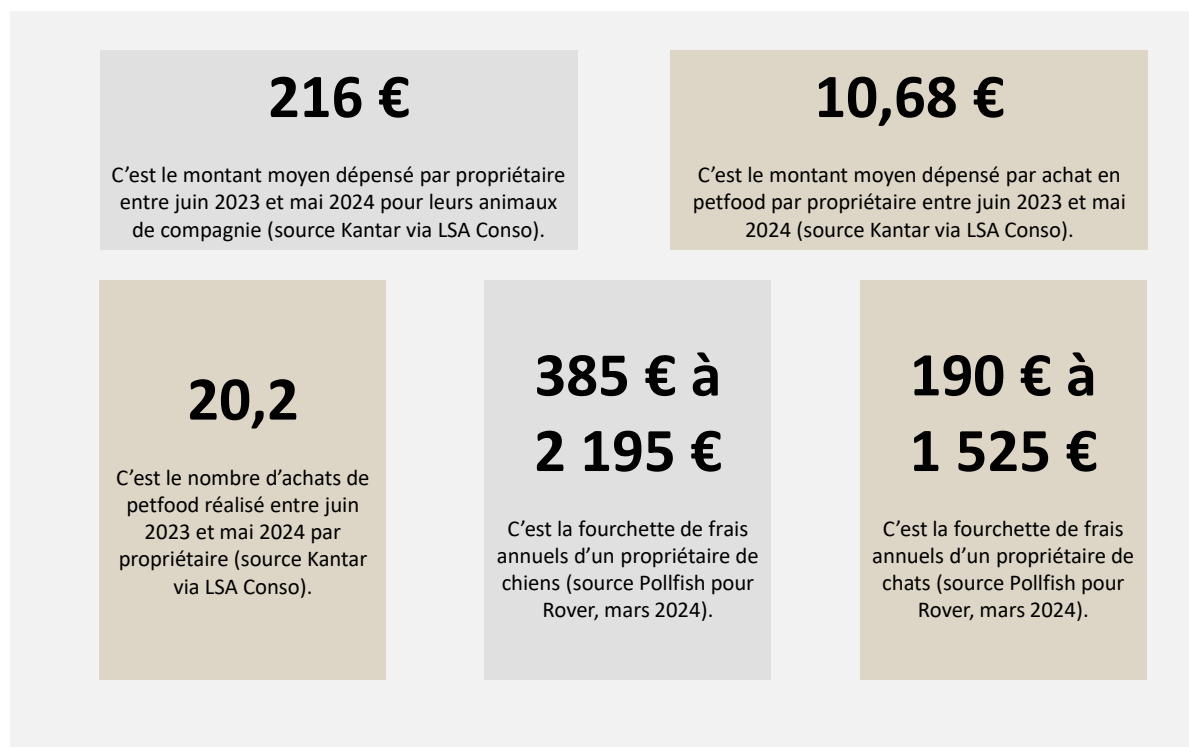 216 €
C’est le montant moyen dépensé par propriétaire
entre juin 2023 et mai 2024 pour leurs animaux
de compagnie (source Kantar via LSA Conso).
10,68 €
C’est le montant moyen dépensé par achat en
petfood par propriétaire entre juin 2023 et mai
2024 (source Kantar via LSA Conso).
20,2
C’est le nombre d’achats de
petfood réalisé entre juin
2023 et mai 2024 par
propriétaire (source Kantar
via LSA Conso).
385 € à
2 195 €
C’est la fourchette de frais
annuels d’un propriétaire de
chiens (source Pollfish pour
Rover, mars 2024).
190 € à
1 525 €
C’est la fourchette de frais
annuels d’un propriétaire de
chats (source Pollfish pour
Rover, mars 2024).